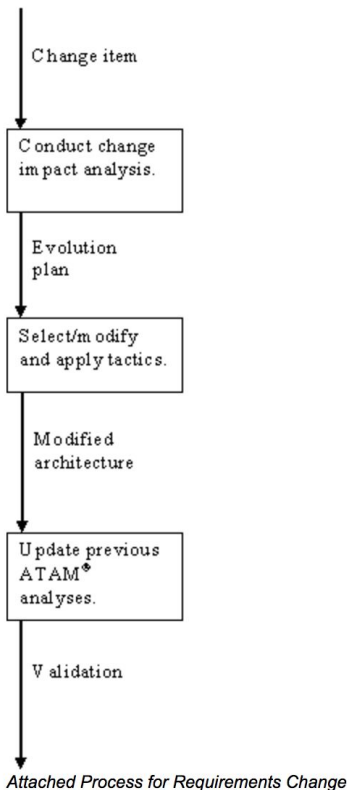 Change item
Conduct change
impact analysis.
Evolution
plan
Select/modify
and apply tactics.
Modified
architecture
Update previous
ATAM®
analyses.
Validation
Attached Process for Requirements Change